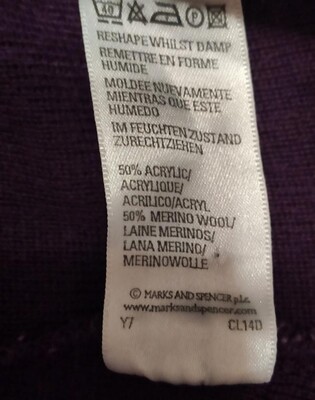 40
P
RESHAPE WHILST DAMP
REMETTRE EN FORME
HUMIDE
MOLDEE NUEVAMENTE
MIENTRAS QUE ESTE
HUMEDO
IM FEUCHTEN ZUSTAND
ZURECHTZIEHEN
50% ACRYLIC/
ACRYLIQUE/
ACRILICO/ACRYL
50% MERINO WOOL/
LAINE MERINOS/
LANA MERINO/
MERINOWOLLE
© MARKS AND SPENCER p.l.c.
www.marksandspencer.com
Y7 CL14D